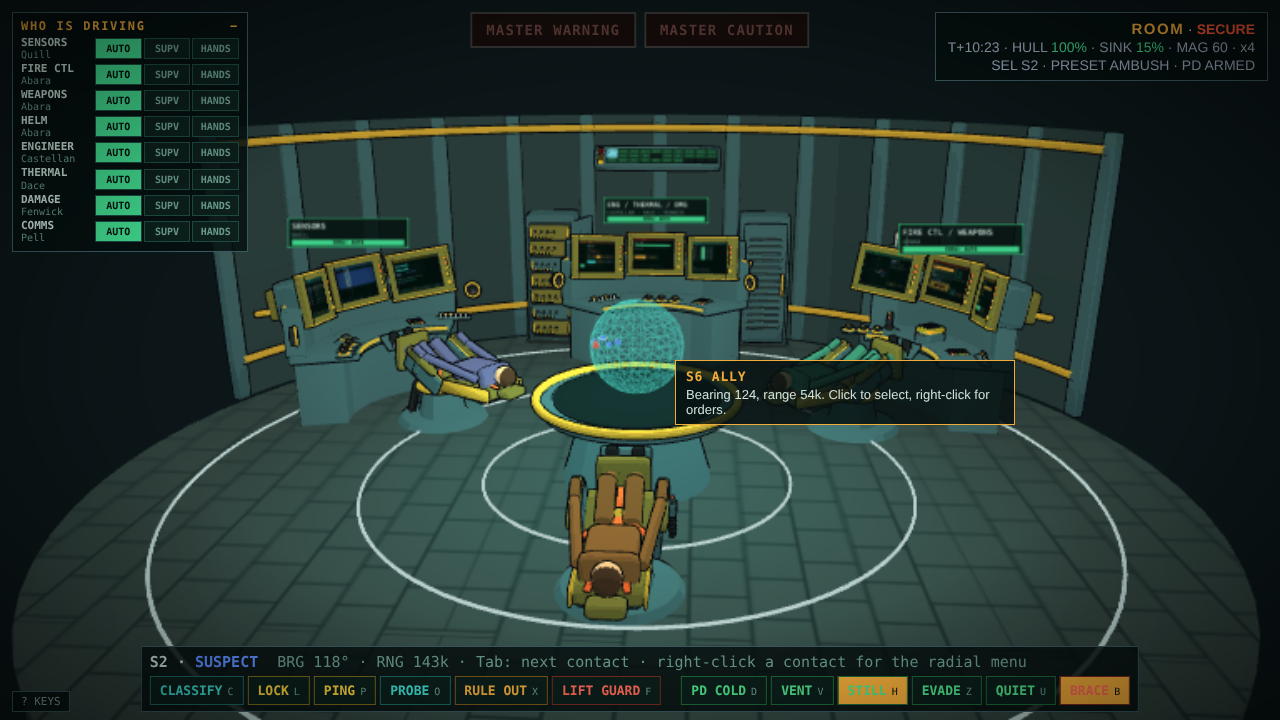 WHO IS DRIVING –
SENSORS
Quill
AUTO SUPV HANDS
FIRE CTL
Abara
AUTO SUPV HANDS
WEAPONS
Abara
AUTO SUPV HANDS
HELM
Abara
AUTO SUPV HANDS
ENGINEER
Castellan
AUTO SUPV HANDS
THERMAL
Dace
AUTO SUPV HANDS
DAMAGE
Fenwick
AUTO SUPV HANDS
COMMS
Pell
AUTO SUPV HANDS
MASTER WARNING
MASTER CAUTION
ROOM · SECURE
T+10:23 · HULL 100% · SINK 15% · MAG 60 · x4
SEL S2 · PRESET AMBUSH · PD ARMED
ENG / THERMAL / DMG
SENSORS
FIRE CTL / WEAPONS
S6 ALLY
Bearing 124, range 54k. Click to select, right-click for
orders.
S2 · SUSPECT BRG 118° · RNG 143k · Tab: next contact · right-click a contact for the radial menu
CLASSIFY C LOCK L PING P PROBE O RULE OUT X LIFT GUARD F PD COLD D VENT V STILL H EVADE Z QUIET U BRACE B
? KEYS